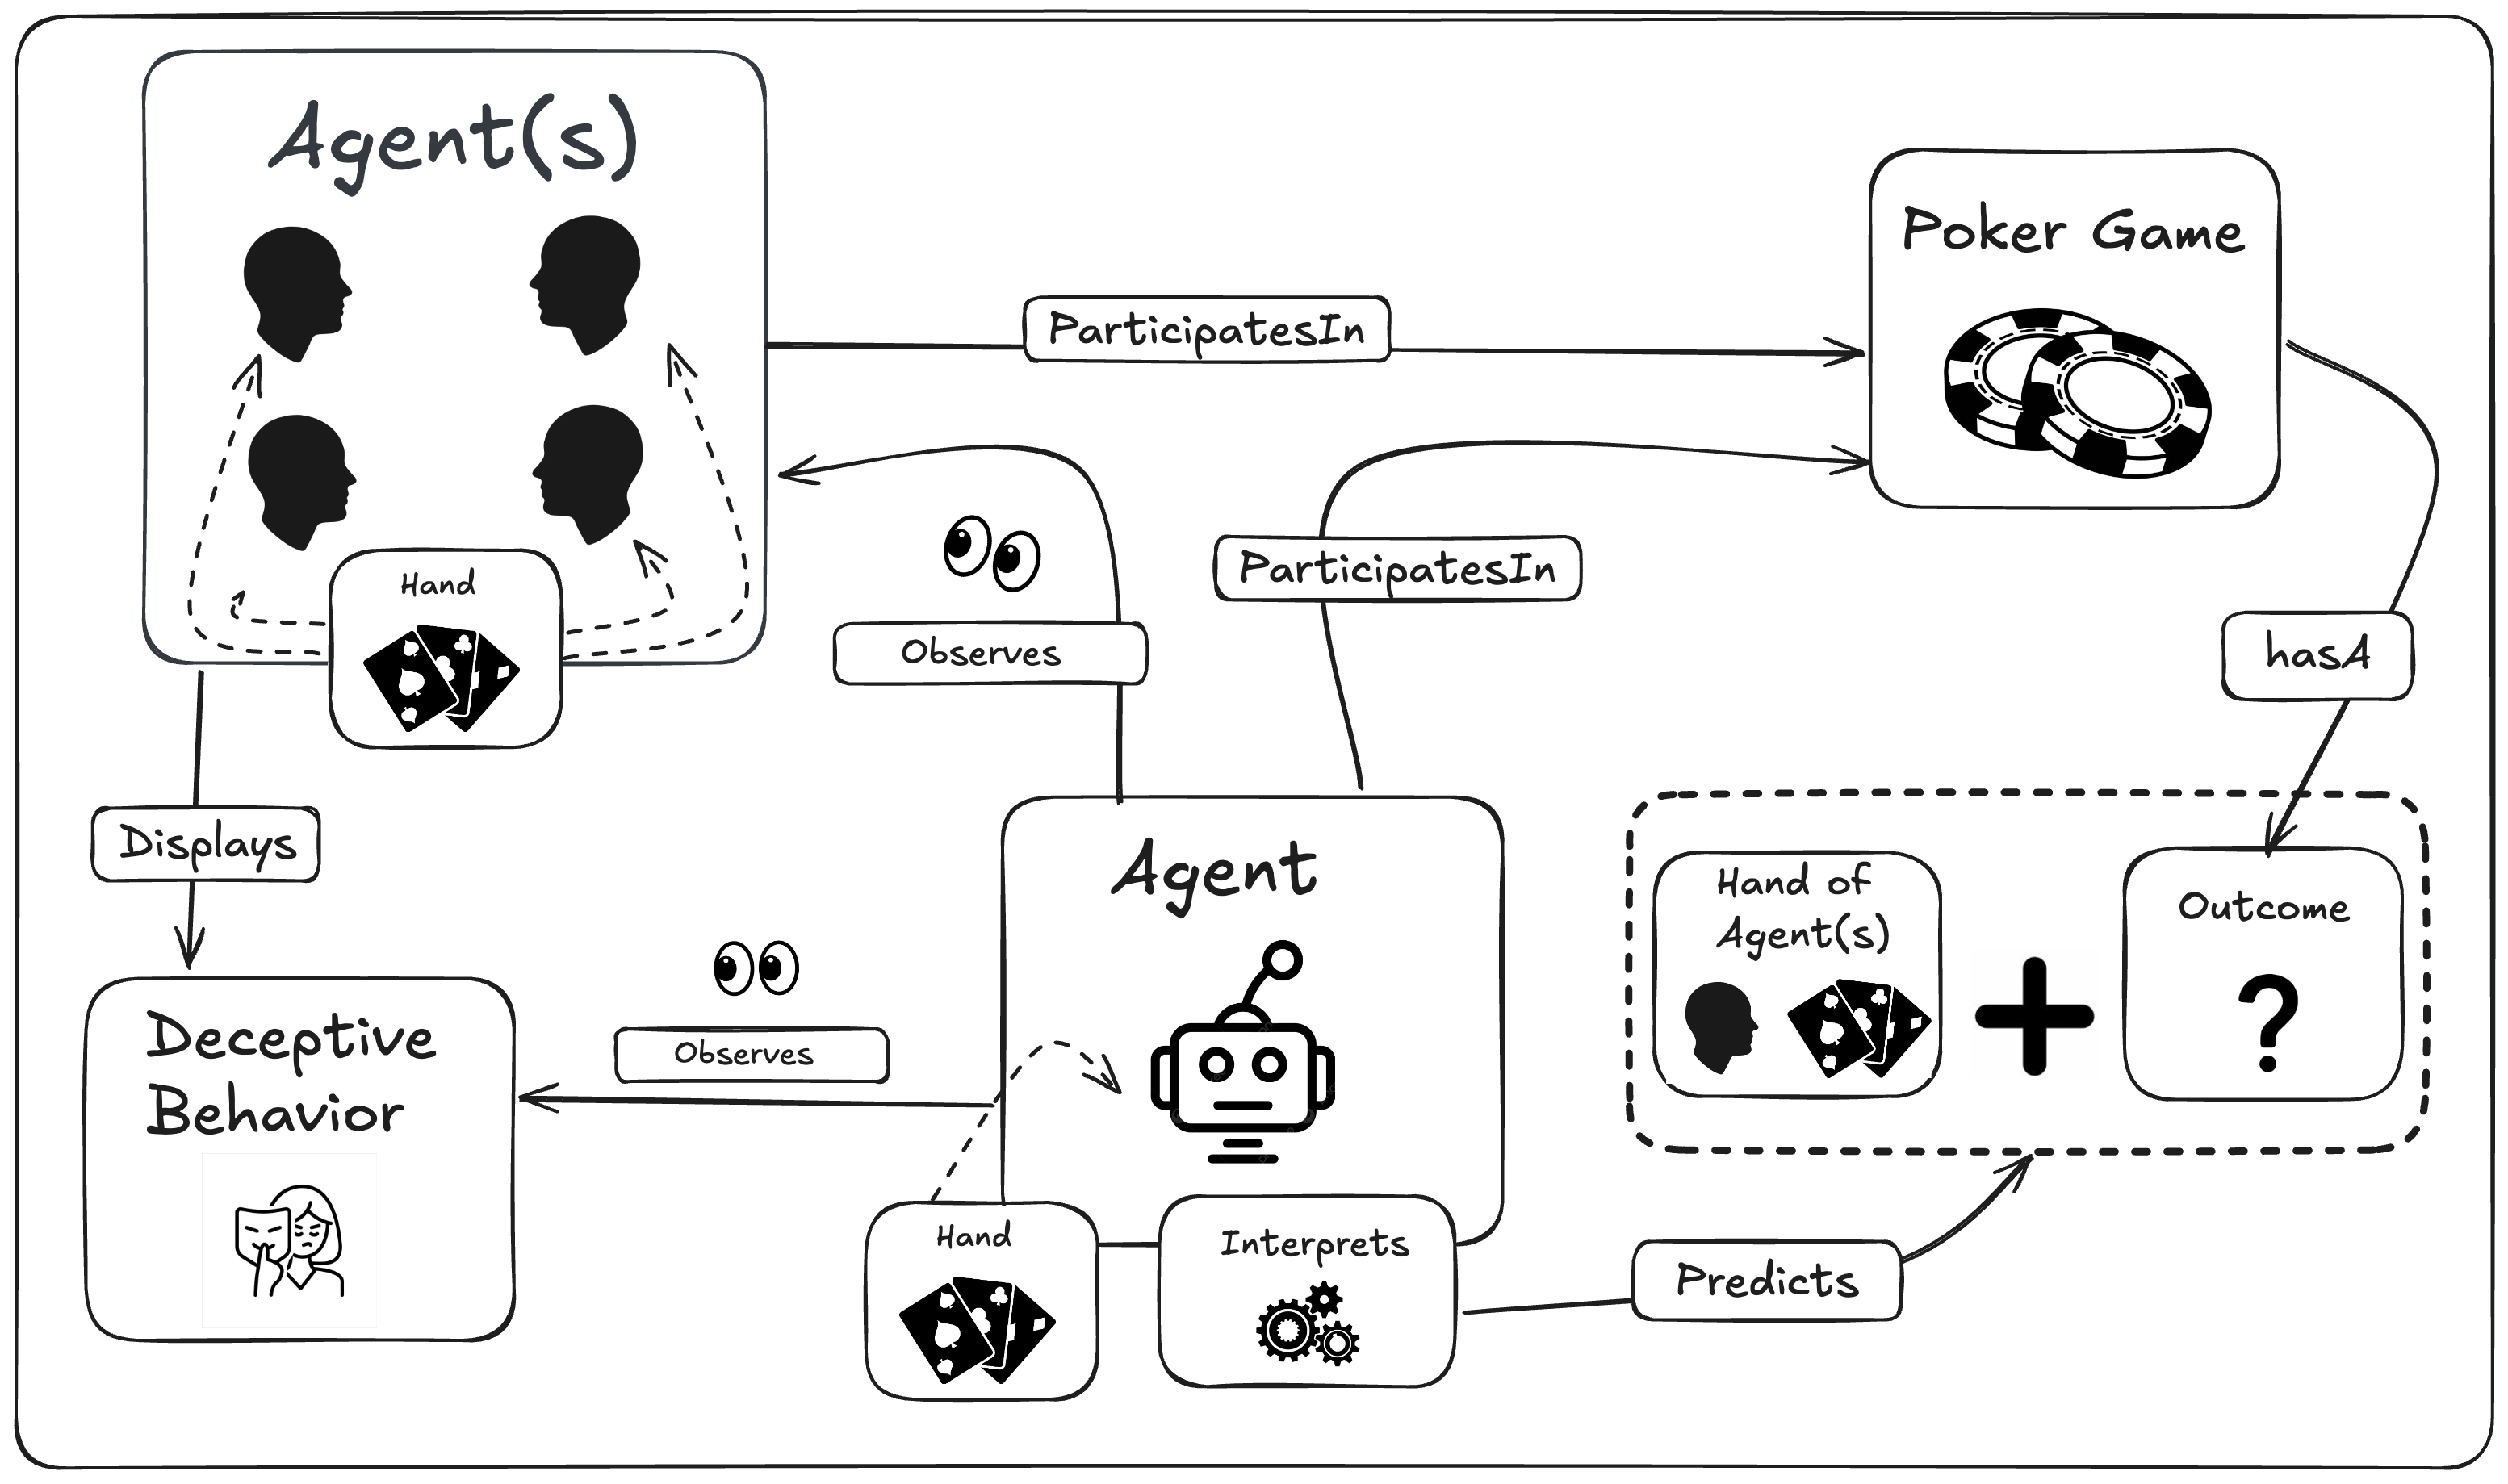 Agent(s)
Poker Game
ParticipatesIn
ParticipatesIn
Hand
Observes
hasA
Displays
Agent
Hand of
Agent(s)
Outcome
?
Deceptive
Behavior
Observes
Hand
Interprets
Predicts